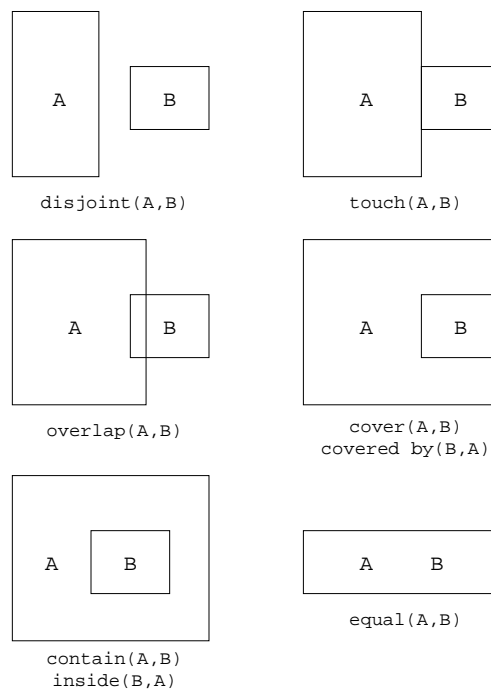 A B
A B
disjoint(A,B)
touch(A,B)
A B
A B
overlap(A,B)
cover(A,B)
covered by(B,A)
A B
A B
contain(A,B)
inside(B,A)
equal(A,B)